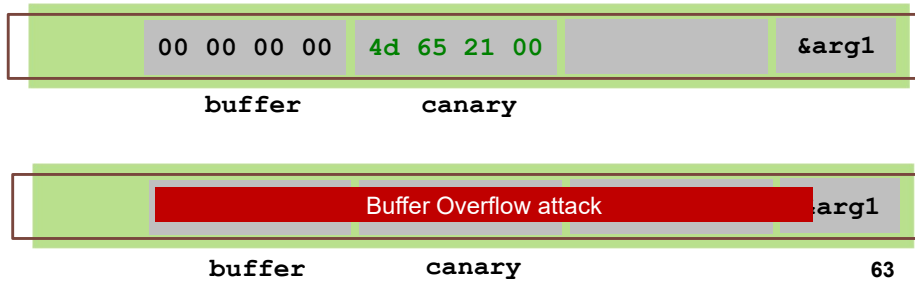 00 00 00 00 4d 65 21 00 &arg1
buffer canary
Buffer Overflow attack arg1
buffer canary 63